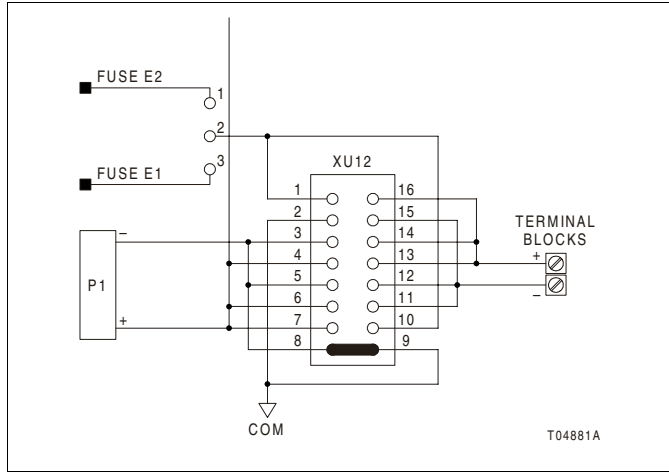 FUSE E2
1
2
3
FUSE E1
XU12
1 16
2 15
3 14
4 13
5 12
6 11
7 10
8 9
TERMINAL
BLOCKS
+
−
P1
−
+
COM
T04881A